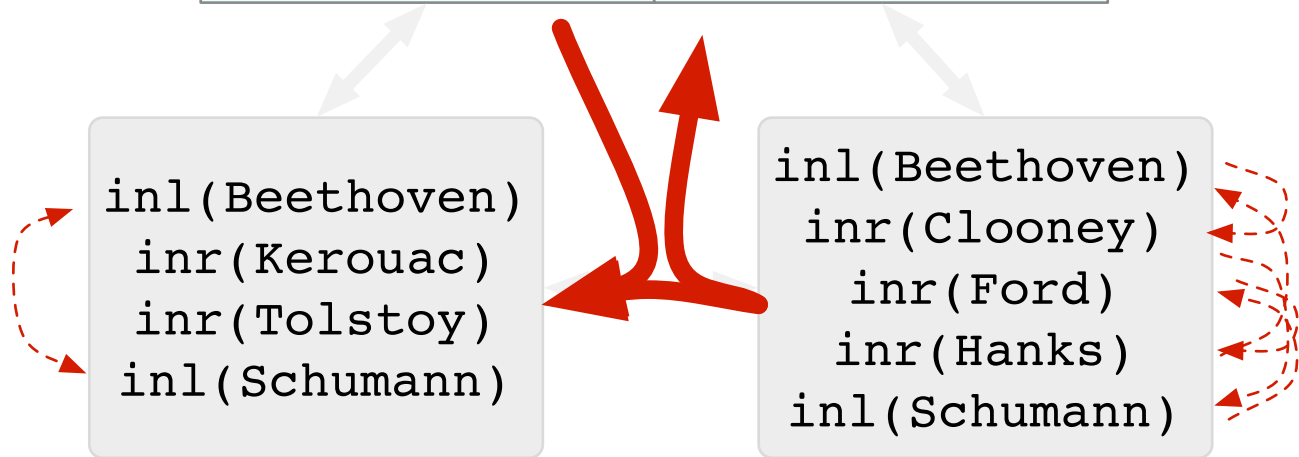 inl(Beethoven)
inr(Kerouac)
inr(Tolstoy)
inl(Schumann)
inl(Beethoven)
inr(Clooney)
inr(Ford)
inr(Hanks)
inl(Schumann)